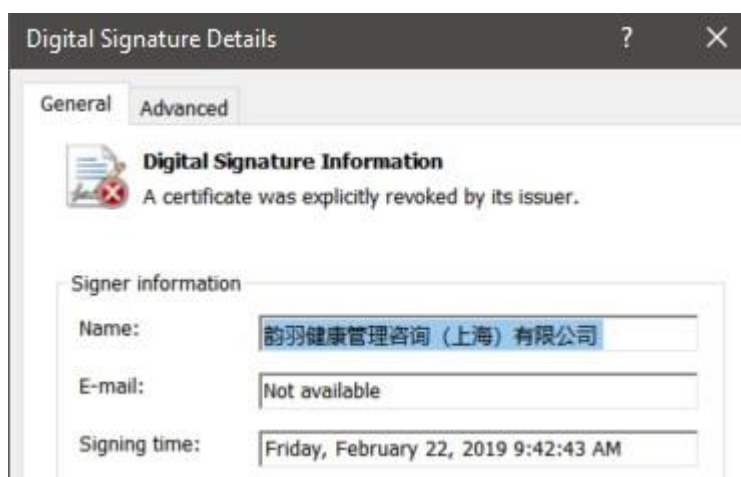 Digital Signature Details
General Advanced
Digital Signature Information
A certificate was explicitly revoked by its issuer.
Signer information
Name: 韵羽健康管理咨询（上海）有限公司
E-mail: Not available
Signing time: Friday, February 22, 2019 9:42:43 AM